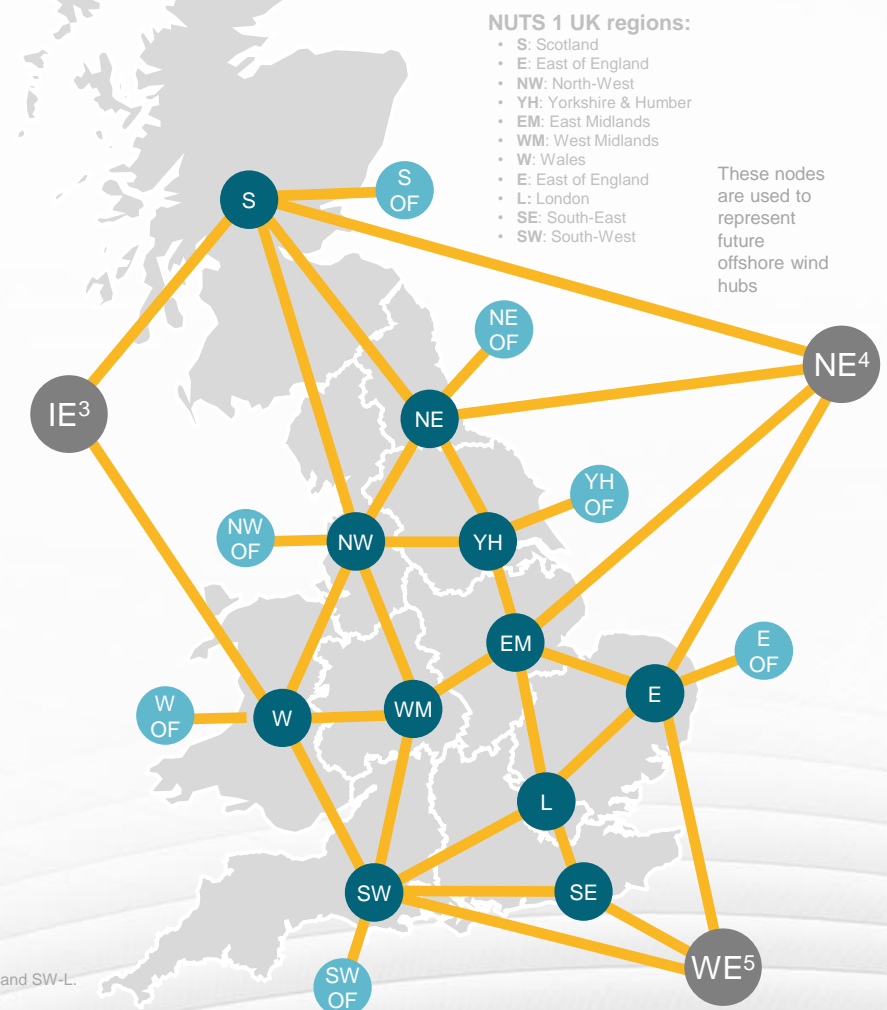 NUTS 1 UK regions:
• S: Scotland
• E: East of England
• NW: North-West
• YH: Yorkshire & Humber
• EM: East Midlands
• WM: West Midlands
• W: Wales
• E: East of England
• L: London
• SE: South-East
• SW: South-West
These nodes
are used to
represent
future
offshore wind
hubs
S
OF
S
NE
OF
NE⁴
IE³
NE
YH
OF
NW
OF
NW
YH
EM
E
OF
E
W
OF
W
WM
L
SW
SE
WE⁵
SW
OF
and SW-L.